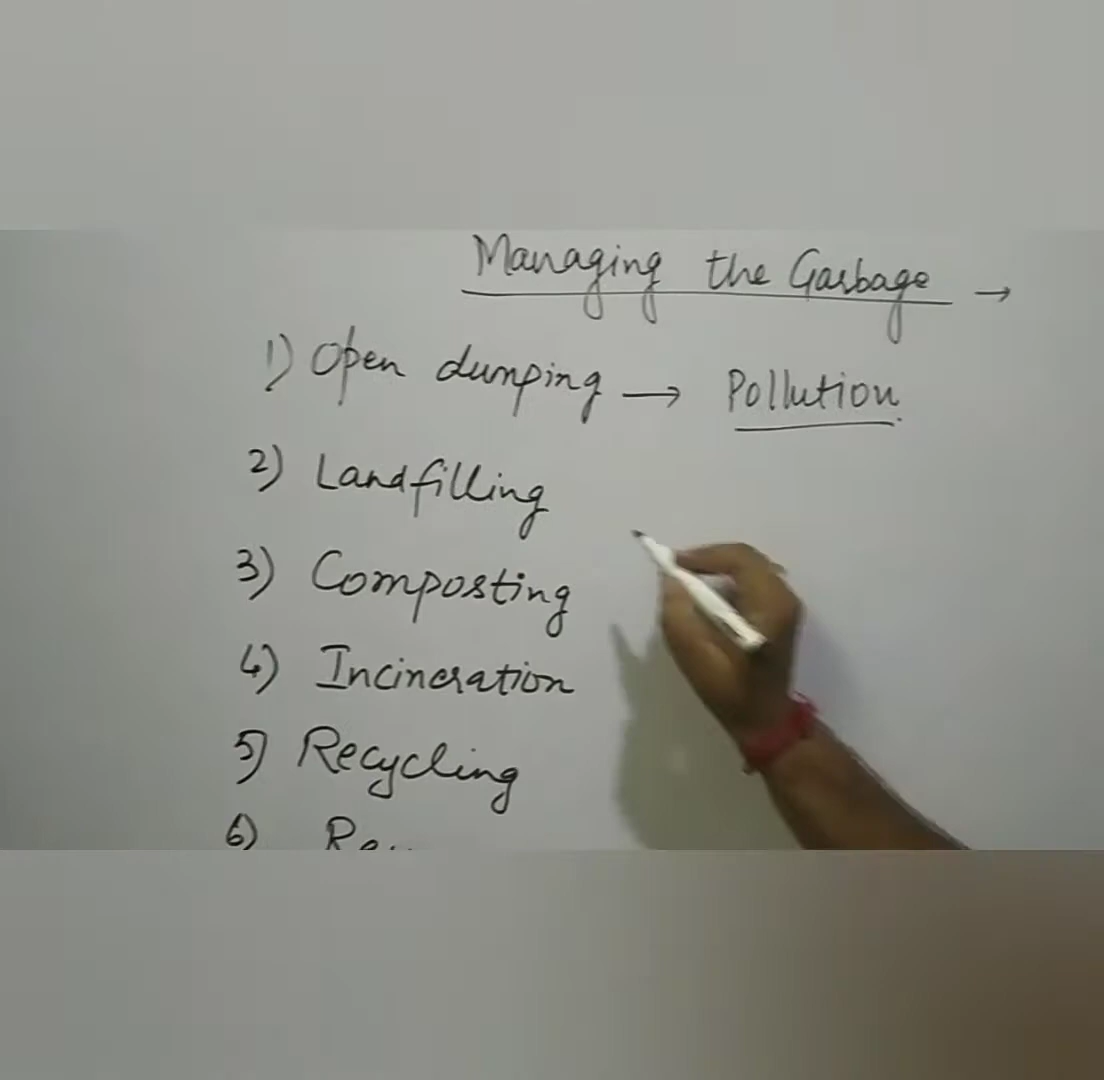 Managing the Garbage →
1) Open dumping → Pollution.
2) Landfilling
3) Composting
4) Incineration
5) Recycling
6)